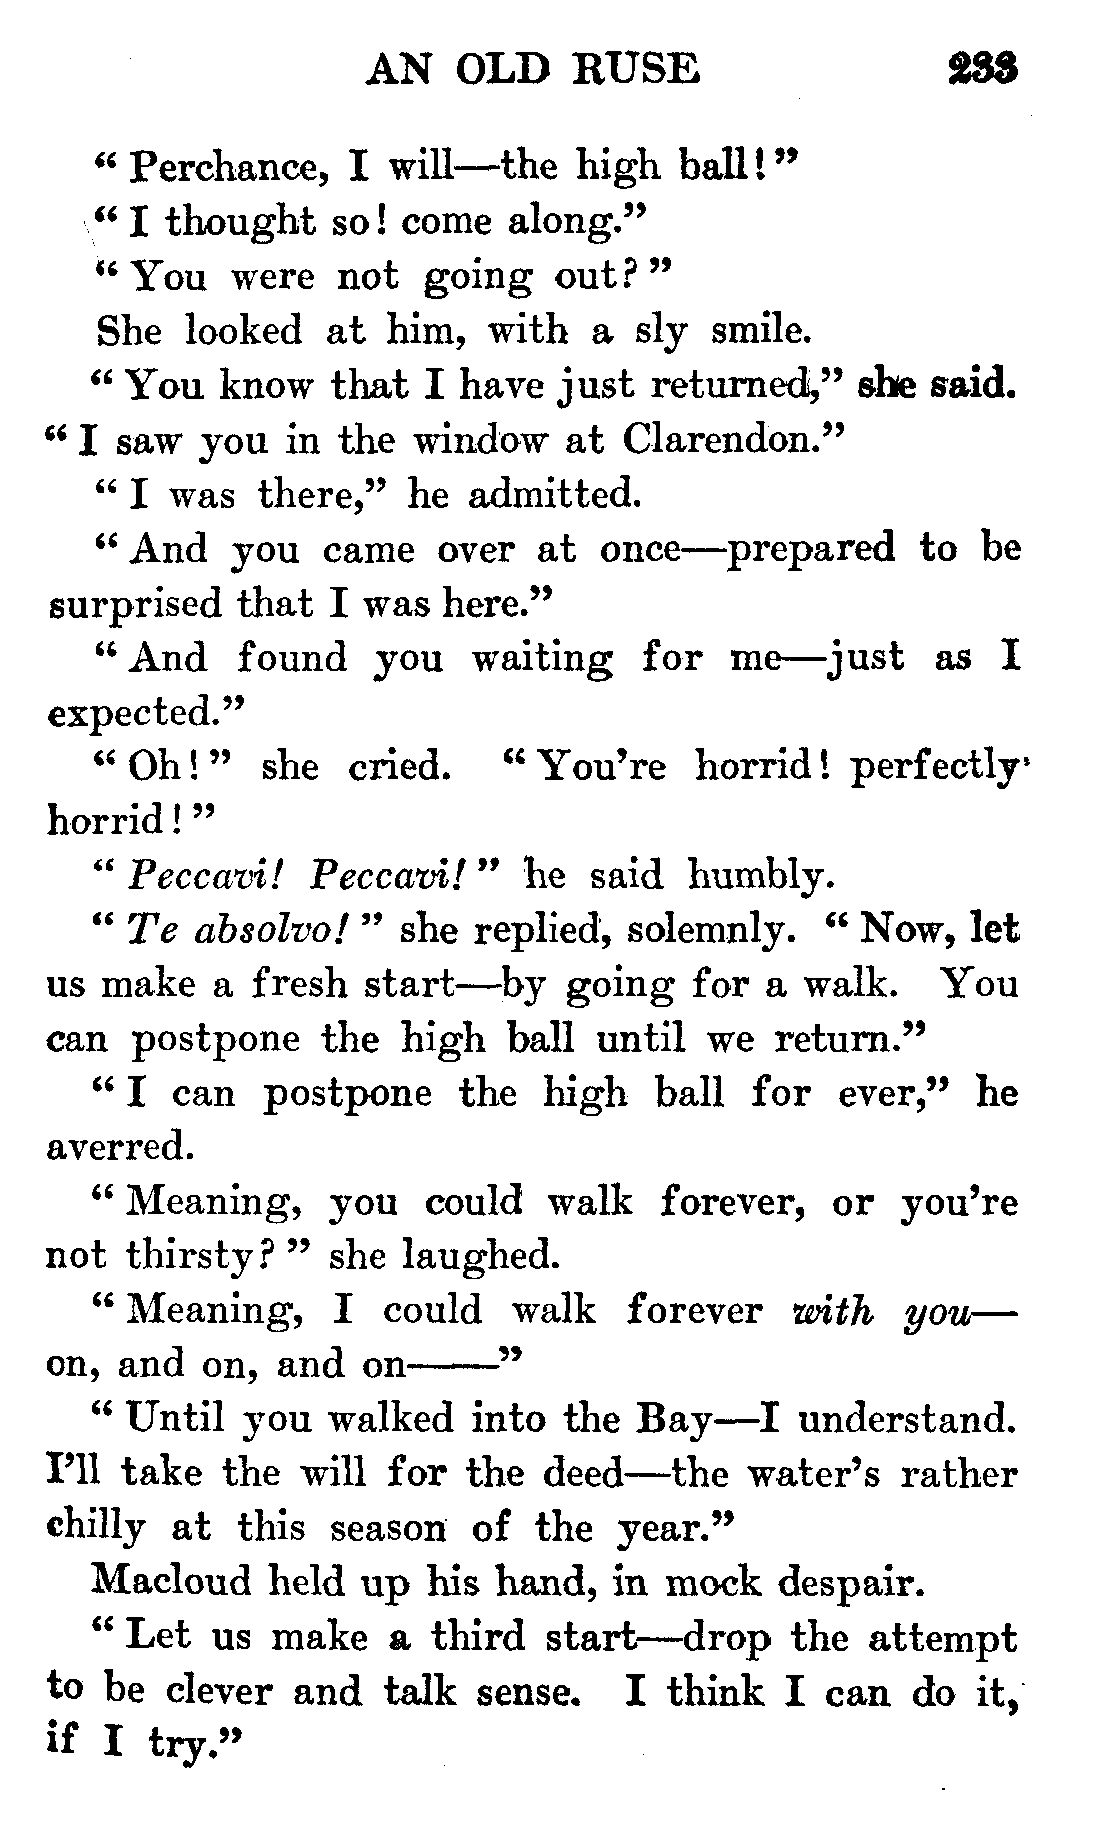 AN OLD RUSE 233
“ Perchance, I will—the high ball! ”
“ I thought so! come along.”
“ You were not going out? ”
She looked at him, with a sly smile.
“ You know that I have just returned,” she said.
“ I saw you in the window at Clarendon.”
“ I was there,” he admitted.
“ And you came over at once—prepared to be
surprised that I was here.”
“ And found you waiting for me—just as I
expected.”
“ Oh! ” she cried. “ You’re horrid! perfectly
horrid! ”
“ Peccavi! Peccavi! ” he said humbly.
“ Te absolvo! ” she replied, solemnly. “ Now, let
us make a fresh start—by going for a walk. You
can postpone the high ball until we return.”
“ I can postpone the high ball for ever,” he
averred.
“ Meaning, you could walk forever, or you’re
not thirsty? ” she laughed.
“ Meaning, I could walk forever with you—
on, and on, and on——”
“ Until you walked into the Bay—I understand.
I’ll take the will for the deed—the water’s rather
chilly at this season of the year.”
Macloud held up his hand, in mock despair.
“ Let us make a third start—drop the attempt
to be clever and talk sense. I think I can do it,
if I try.”